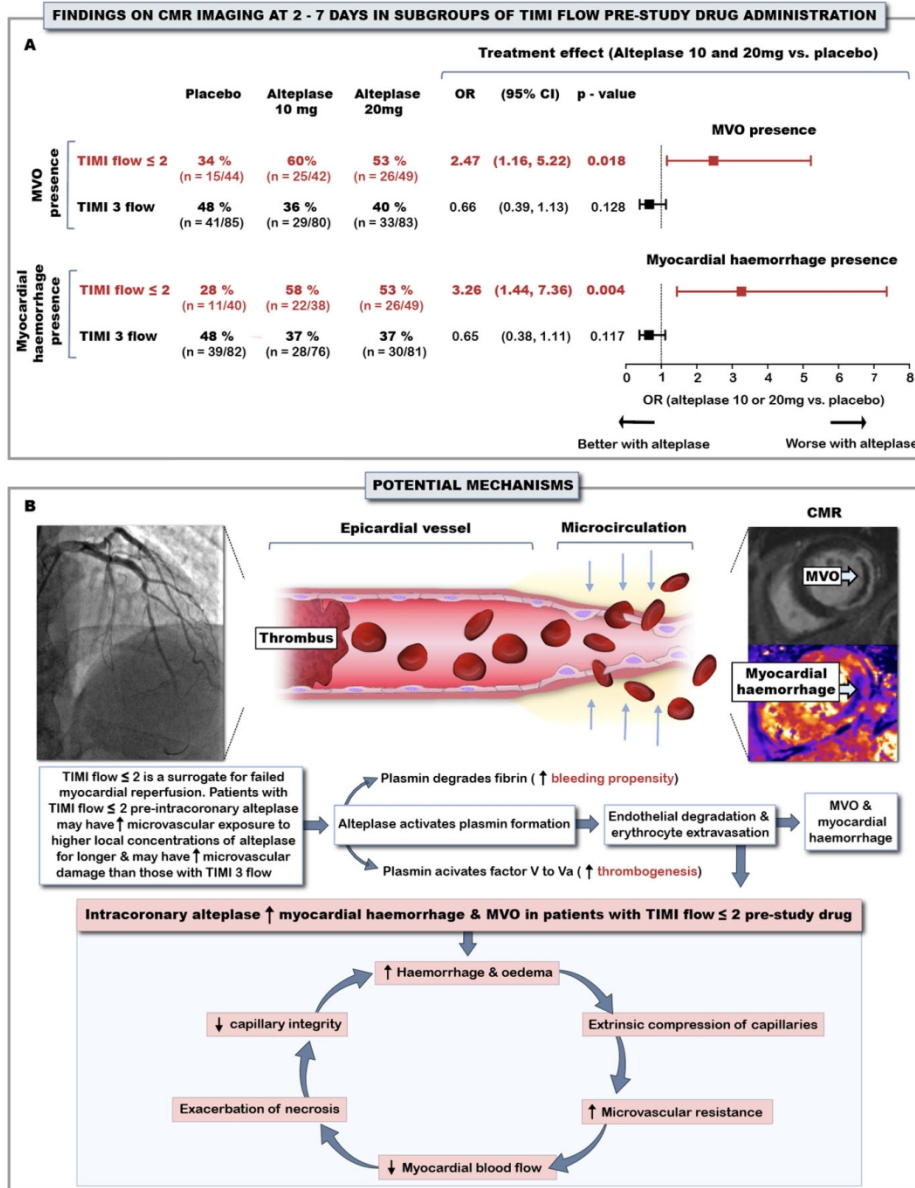 FINDINGS ON CMR IMAGING AT 2 - 7 DAYS IN SUBGROUPS OF TIMI FLOW PRE-STUDY DRUG ADMINISTRATION
A
Treatment effect (Alteplase 10 and 20mg vs. placebo)
Placebo Alteplase 10 mg Alteplase 20mg OR (95% CI) p - value
MVO presence
MVO presence
TIMI flow ≤ 2 34 % 60% 53 % 2.47 (1.16, 5.22) 0.018
(n = 15/44) (n = 25/42) (n = 26/49)
TIMI 3 flow 48 % 36 % 40 % 0.66 (0.39, 1.13) 0.128
(n = 41/85) (n = 29/80) (n = 33/83)
Myocardial haemorrhage presence
Myocardial haemorrhage presence
TIMI flow ≤ 2 28 % 58 % 53 % 3.26 (1.44, 7.36) 0.004
(n = 11/40) (n = 22/38) (n = 26/49)
TIMI 3 flow 48 % 37 % 37 % 0.65 (0.38, 1.11) 0.117
(n = 39/82) (n = 28/76) (n = 30/81)
0 1 2 3 4 5 6 7 8
OR (alteplase 10 or 20mg vs. placebo)
Better with alteplase Worse with alteplase
POTENTIAL MECHANISMS
B
Epicardial vessel Microcirculation CMR
MVO
Thrombus
Myocardial
haemorrhage
TIMI flow ≤ 2 is a surrogate for failed
myocardial reperfusion. Patients with
TIMI flow ≤ 2 pre-intracoronary alteplase
may have ↑ microvascular exposure to
higher local concentrations of alteplase
for longer & may have ↑ microvascular
damage than those with TIMI 3 flow
Plasmin degrades fibrin ( ↑ bleeding propensity)
Alteplase activates plasmin formation
Plasmin acivates factor V to Va ( ↑ thrombogenesis)
Endothelial degradation &
erythrocyte extravasation
MVO &
myocardial
haemorrhage
Intracoronary alteplase ↑ myocardial haemorrhage & MVO in patients with TIMI flow ≤ 2 pre-study drug
↑ Haemorrhage & oedema
Extrinsic compression of capillaries
↑ Microvascular resistance
↓ Myocardial blood flow
Exacerbation of necrosis
↓ capillary integrity